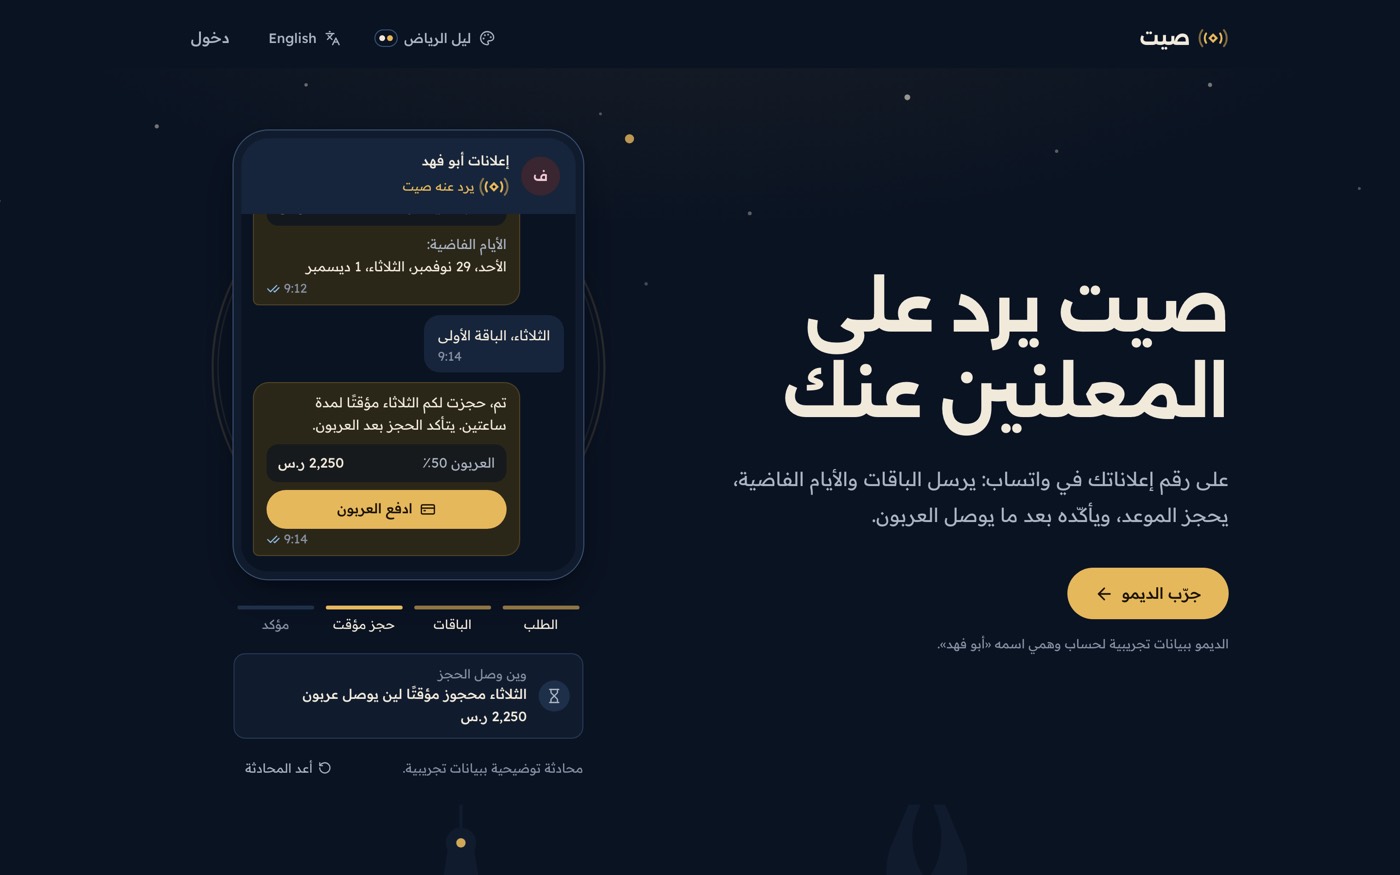 صيت
ليل الرياض
English
دخول
صيت يرد على
المعلنين عنك
على رقم إعلاناتك في واتساب: يرسل الباقات والأيام الفاضية،
يحجز الموعد، ويأكّده بعد ما يوصل العربون.
جرّب الديمو
الديمو ببيانات تجريبية لحساب وهمي اسمه «أبو فهد».
ف
إعلانات أبو فهد
يرد عنه صيت
الأيام الفاضية:
الأحد، 29 نوفمبر، الثلاثاء، 1 ديسمبر
9:12
الثلاثاء، الباقة الأولى
9:14
تم، حجزت لكم الثلاثاء مؤقتًا لمدة
ساعتين. يتأكد الحجز بعد العربون.
العربون 50٪ 2,250 ر.س
ادفع العربون
9:14
الطلب
الباقات
حجز مؤقت
مؤكد
وين وصل الحجز
الثلاثاء محجوز مؤقتًا لين يوصل عربون
2,250 ر.س
محادثة توضيحية ببيانات تجريبية.
أعد المحادثة